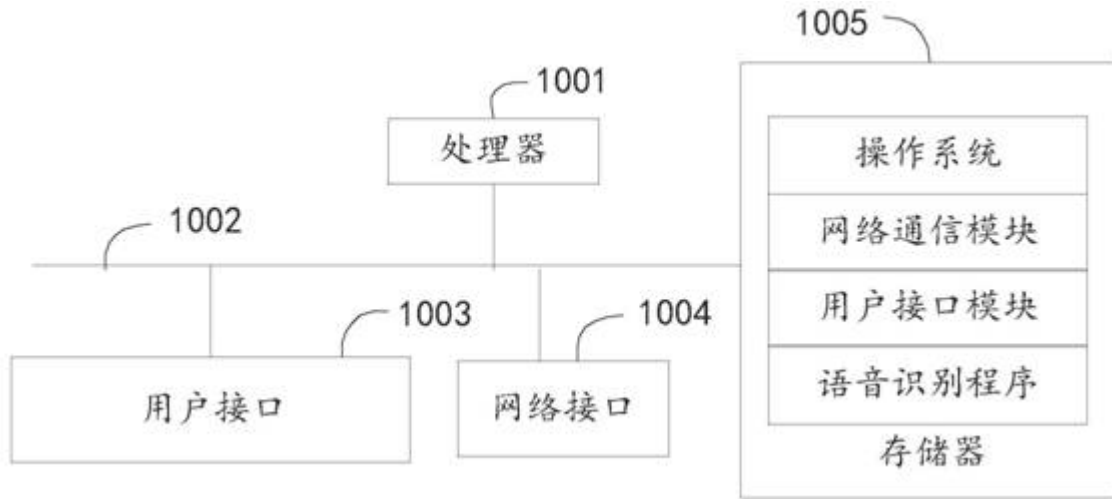 1005
1001
处理器
操作系统
1002
网络通信模块
1003
1004
用户接口模块
用户接口
网络接口
语音识别程序
存储器